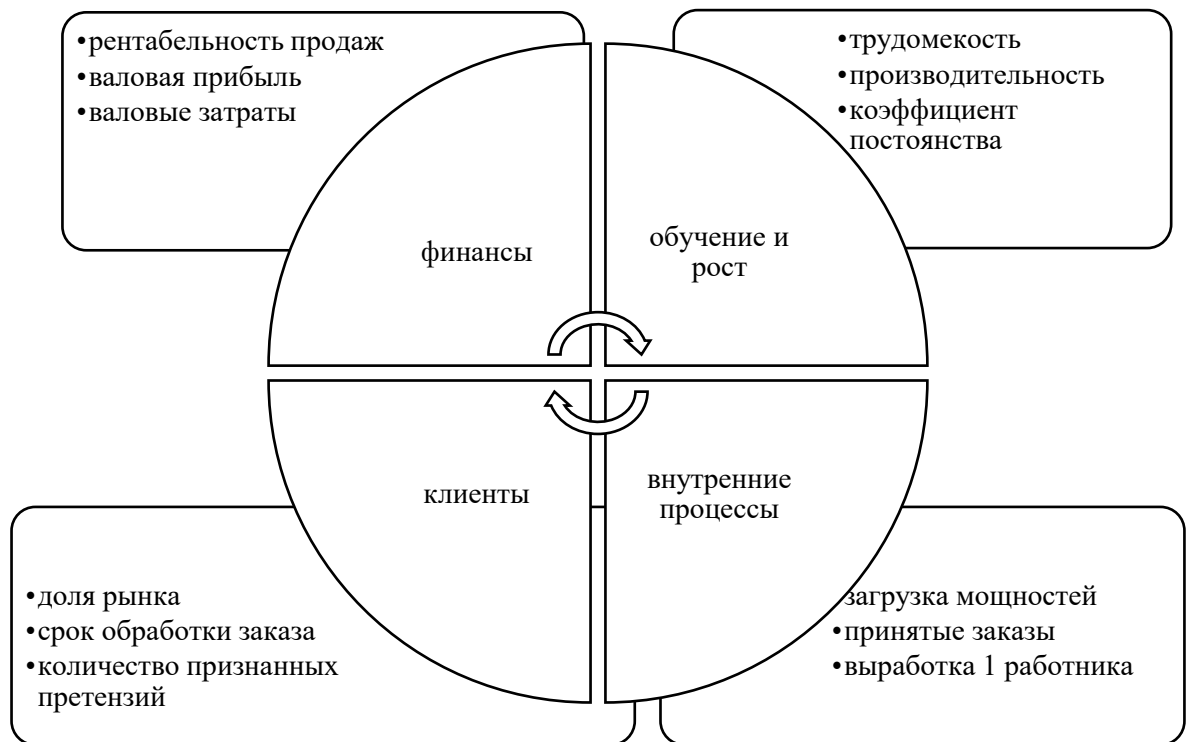 •рентабельность продаж
•валовая прибыль
•валовые затраты
•трудомекость
•производительность
•коэффициент
постоянства
финансы
обучение и
рост
клиенты
внутренние
процессы
•доля рынка
•срок обработки заказа
•количество признанных
претензий
загрузка мощностей
•принятые заказы
•выработка 1 работника